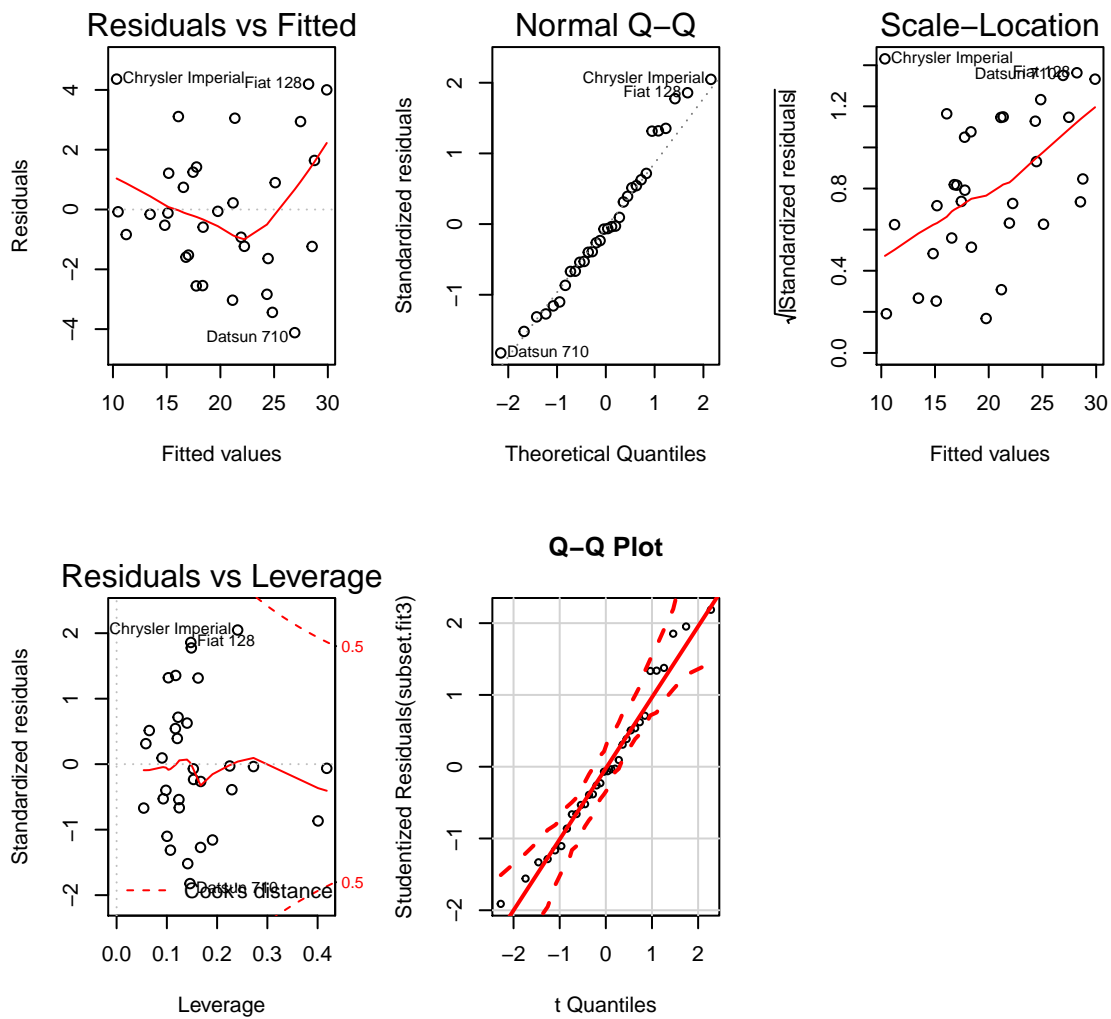 Residuals vs Fitted
Residuals
4
2
0
−2
−4
Chrysler Imperial
Fiat 128
Datsun 710
10
15
20
25
30
Fitted values
Normal Q−Q
Standardized residuals
2
1
0
−1
Chrysler Imperial
Fiat 128
Datsun 710
−2
−1
0
1
2
Theoretical Quantiles
Scale−Location
√|Standardized residuals|
1.2
0.8
0.4
0.0
Chrysler Imperial
Fiat 128
Datsun 710
10
15
20
25
30
Fitted values
Residuals vs Leverage
Standardized residuals
2
1
0
−1
−2
Chrysler Imperial
Fiat 128
Datsun 710
Cook's distance
0.5
0.5
0.0
0.1
0.2
0.3
0.4
Leverage
Q−Q Plot
Studentized Residuals(subset.fit3)
2
1
0
−1
−2
−2
−1
0
1
2
t Quantiles